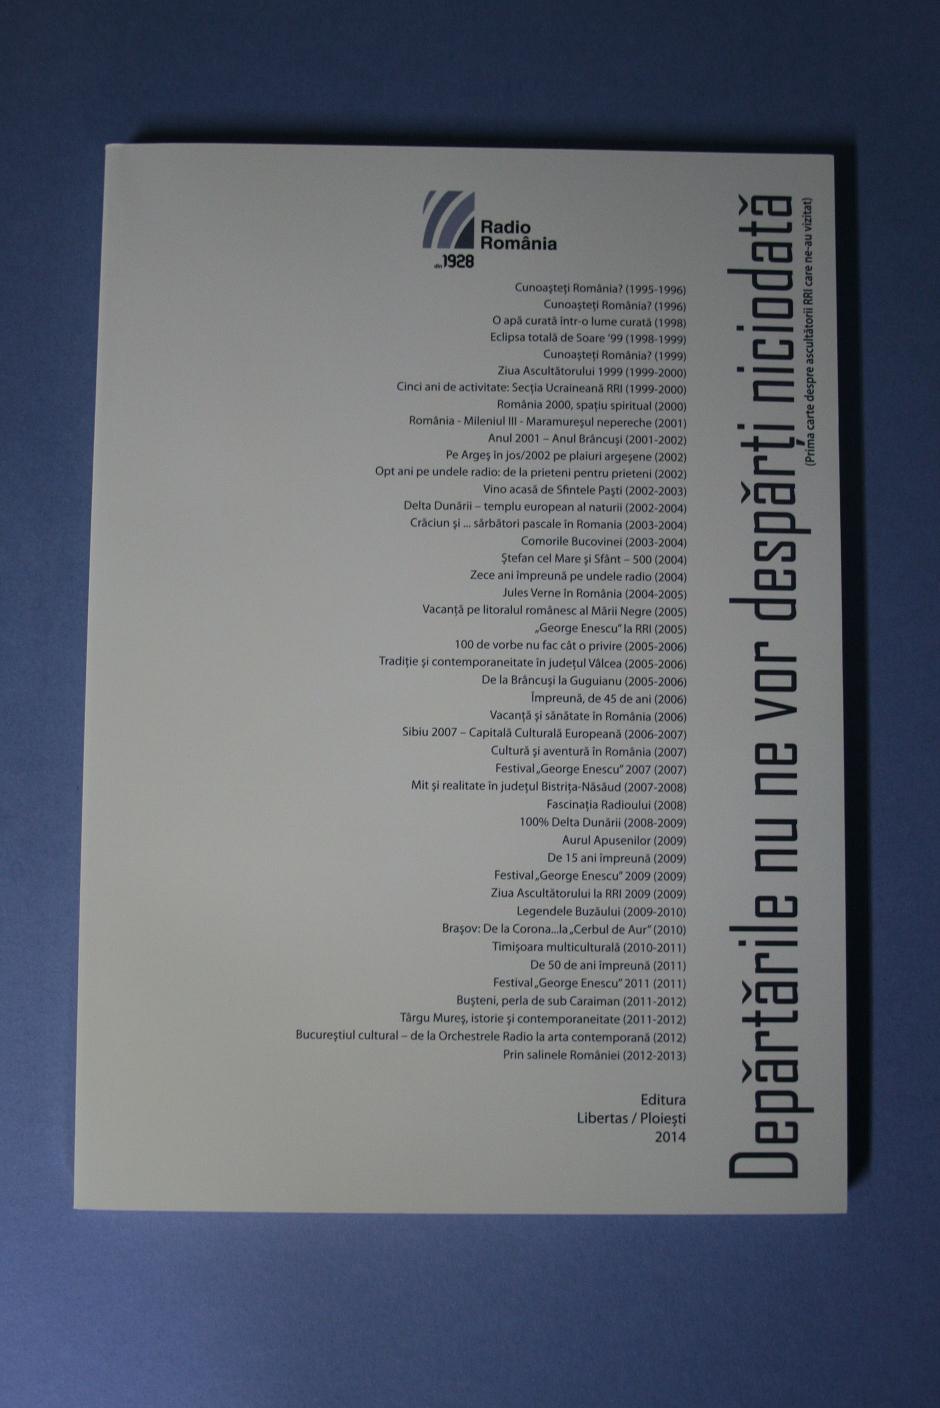 Radio
România
din 1928
Cunoaşteţi România? (1995-1996)
Cunoaşteţi România? (1996)
O apă curată într-o lume curată (1998)
Eclipsa totală de Soare '99 (1998-1999)
Cunoaşteţi România? (1999)
Ziua Ascultătorului 1999 (1999-2000)
Cinci ani de activitate: Secţia Ucraineană RRI (1999-2000)
România 2000, spaţiu spiritual (2000)
România - Mileniul III - Maramureşul nepereche (2001)
Anul 2001 – Anul Brâncuşi (2001-2002)
Pe Argeş în jos/2002 pe plaiuri argeşene (2002)
Opt ani pe undele radio: de la prieteni pentru prieteni (2002)
Vino acasă de Sfintele Paşti (2002-2003)
Delta Dunării – templu european al naturii (2002-2004)
Crăciun şi ... sărbători pascale în Romania (2003-2004)
Comorile Bucovinei (2003-2004)
Ştefan cel Mare şi Sfânt – 500 (2004)
Zece ani împreună pe undele radio (2004)
Jules Verne în România (2004-2005)
Vacanţă pe litoralul românesc al Mării Negre (2005)
„George Enescu” la RRI (2005)
100 de vorbe nu fac cât o privire (2005-2006)
Tradiţie şi contemporaneitate în judeţul Vâlcea (2005-2006)
De la Brâncuşi la Guguianu (2005-2006)
Împreună, de 45 de ani (2006)
Vacanţă şi sănătate în România (2006)
Sibiu 2007 – Capitală Culturală Europeană (2006-2007)
Cultură şi aventură în România (2007)
Festival „George Enescu” 2007 (2007)
Mit şi realitate în judeţul Bistriţa-Năsăud (2007-2008)
Fascinaţia Radioului (2008)
100% Delta Dunării (2008-2009)
Aurul Apusenilor (2009)
De 15 ani împreună (2009)
Festival „George Enescu” 2009 (2009)
Ziua Ascultătorului la RRI 2009 (2009)
Legendele Buzăului (2009-2010)
Braşov: De la Corona...la „Cerbul de Aur” (2010)
Timişoara multiculturală (2010-2011)
De 50 de ani împreună (2011)
Festival „George Enescu” 2011 (2011)
Buşteni, perla de sub Caraiman (2011-2012)
Târgu Mureş, istorie şi contemporaneitate (2011-2012)
Bucureştiul cultural – de la Orchestrele Radio la arta contemporană (2012)
Prin salinele României (2012-2013)
Editura
Libertas / Ploieşti
2014
Depărtările nu ne vor despărţi niciodată
(Prima carte despre ascultătorii RRI care ne-au vizitat)